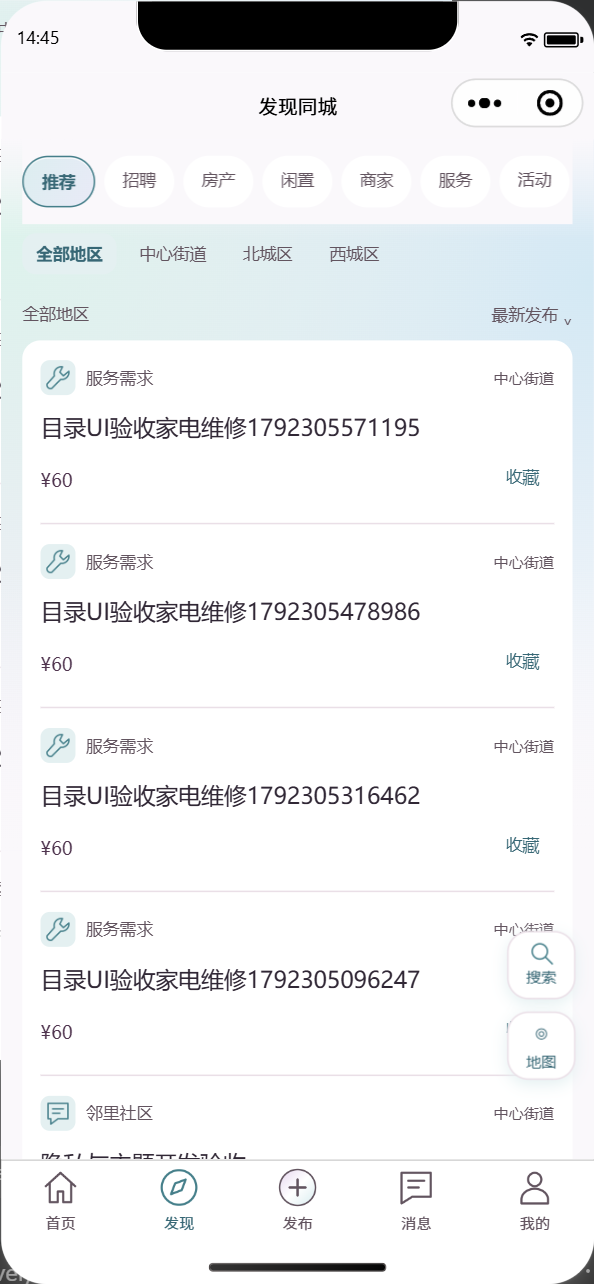 14:45
发现同城
推荐 招聘 房产 闲置 商家 服务 活动
全部地区 中心街道 北城区 西城区
全部地区 最新发布
服务需求 中心街道
目录UI验收家电维修1792305571195
¥60 收藏
服务需求 中心街道
目录UI验收家电维修1792305478986
¥60 收藏
服务需求 中心街道
目录UI验收家电维修1792305316462
¥60 收藏
服务需求 中心街道
目录UI验收家电维修1792305096247
搜索
¥60
地图
邻里社区 中心街道
首页 发现 发布 消息 我的